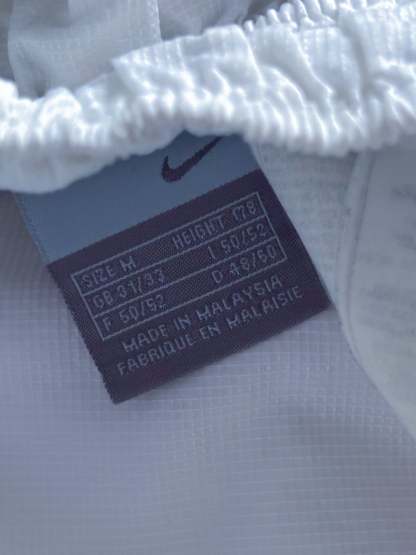 SIZE M HEIGHT 178
GB 31/33 I 50/52
F 50/52 D 48/50
MADE IN MALAYSIA
FABRIQUE EN MALAISIE